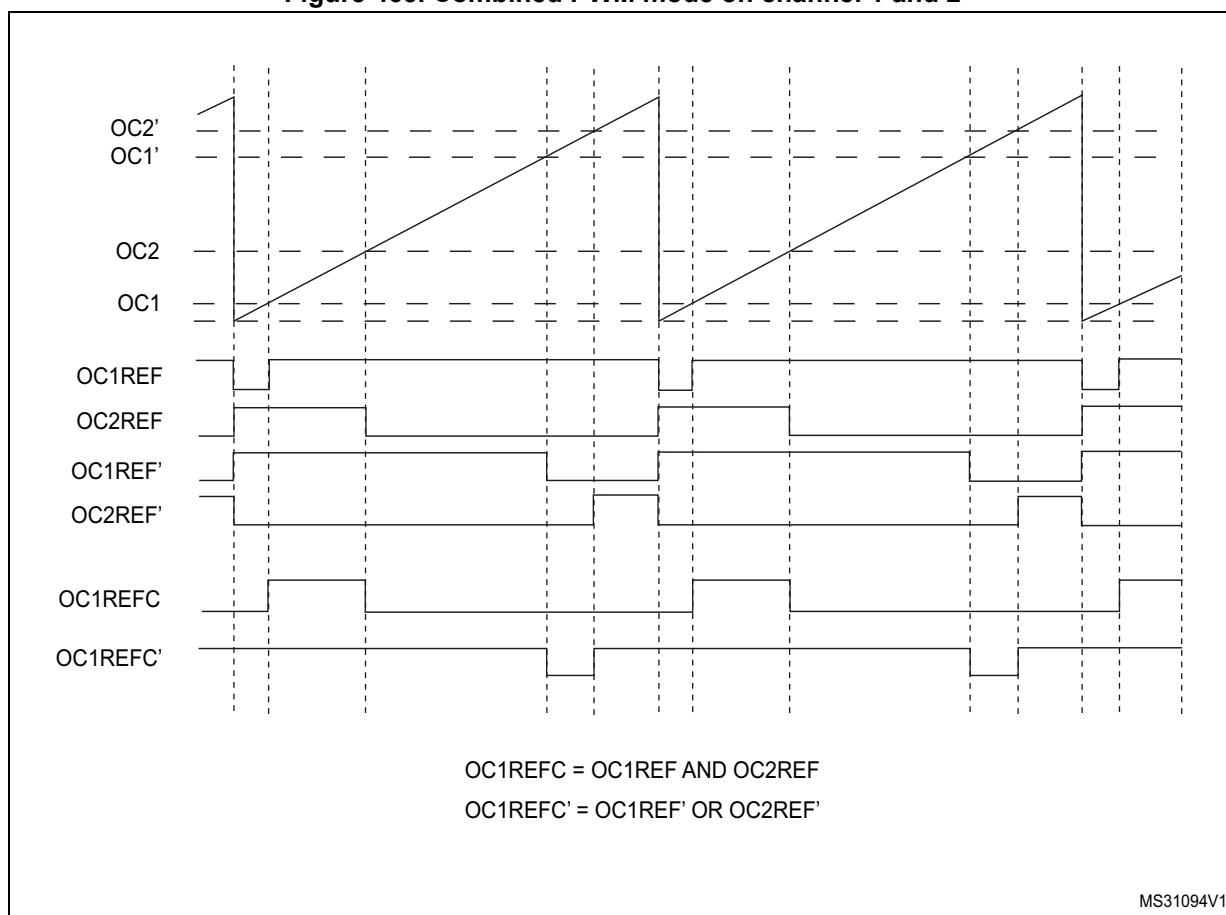 OC2’
OC1’
OC2
OC1
OC1REF
OC2REF
OC1REF’
OC2REF’
OC1REFC
OC1REFC’
OC1REFC = OC1REF AND OC2REF
OC1REFC’ = OC1REF’ OR OC2REF’
MS31094V1